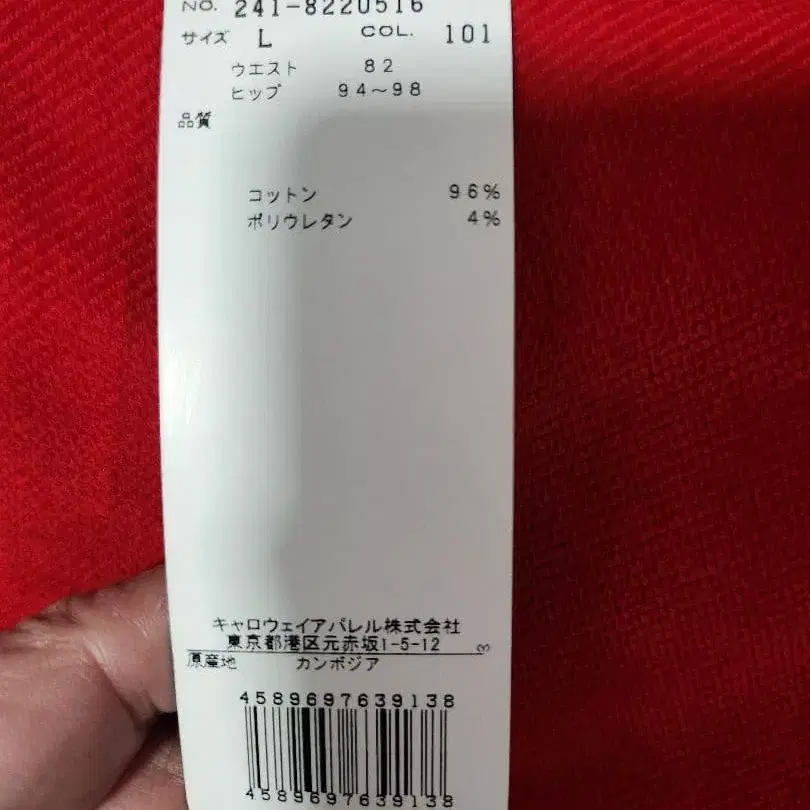 NO. 241-8220516
サイズ L COL. 101
ウエスト 82
ヒップ 94~98
品質
コットン 96%
ポリウレタン 4%
キャロウェイアパレル株式会社
東京都港区元赤坂1-5-12 3
原産地 カンボジア
4589697639138
4589697639138